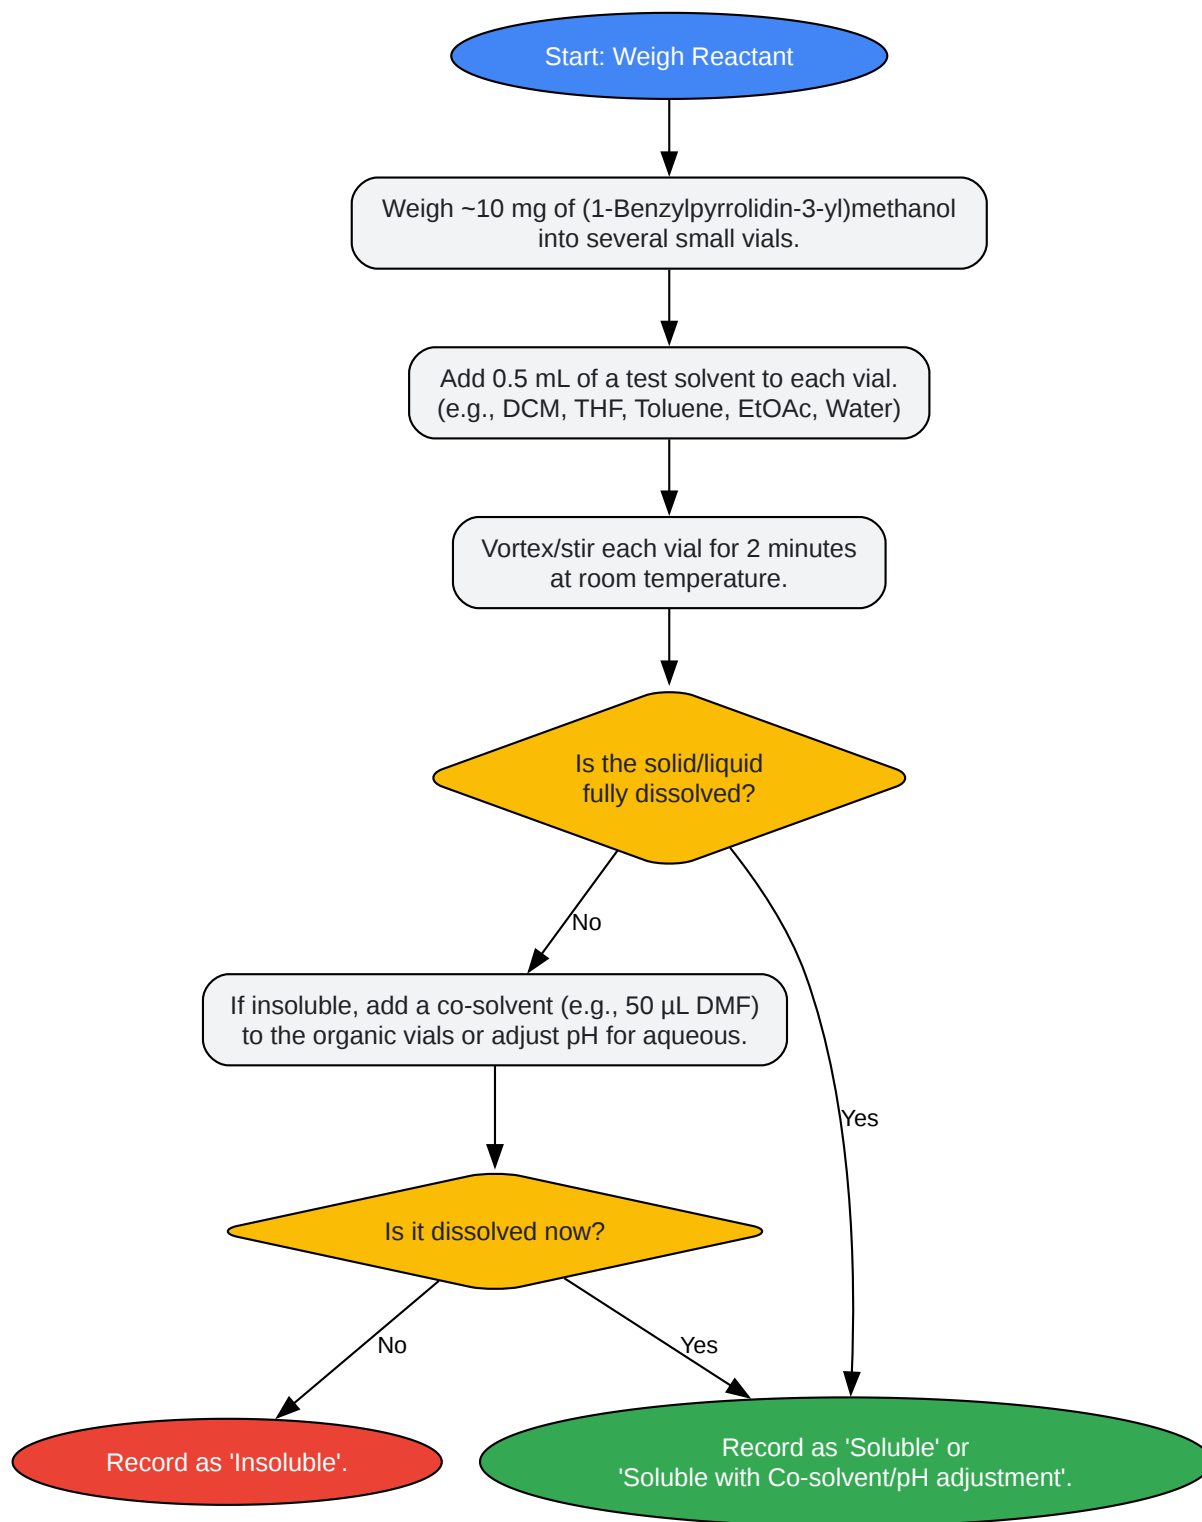 Start: Weigh Reactant
Weigh ~10 mg of (1-Benzylpyrrolidin-3-yl)methanol
into several small vials.
Add 0.5 mL of a test solvent to each vial.
(e.g., DCM, THF, Toluene, EtOAc, Water)
Vortex/stir each vial for 2 minutes
at room temperature.
Is the solid/liquid
fully dissolved?
No
If insoluble, add a co-solvent (e.g., 50 µL DMF)
to the organic vials or adjust pH for aqueous.
Yes
Is it dissolved now?
No
Yes
Record as 'Insoluble'.
Record as 'Soluble' or
'Soluble with Co-solvent/pH adjustment'.